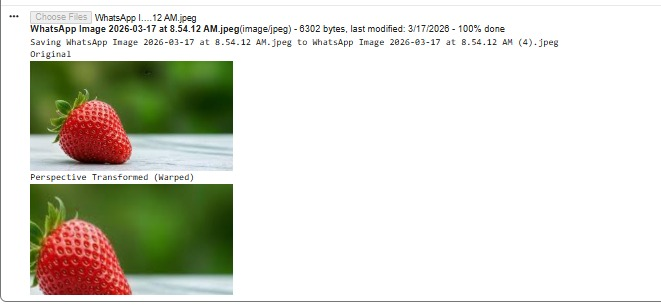 Choose Files WhatsApp I....12 AM.jpeg
WhatsApp Image 2026-03-17 at 8.54.12 AM.jpeg(image/jpeg) - 6302 bytes, last modified: 3/17/2026 - 100% done
Saving WhatsApp Image 2026-03-17 at 8.54.12 AM.jpeg to WhatsApp Image 2026-03-17 at 8.54.12 AM (4).jpeg
Original
Perspective Transformed (Warped)